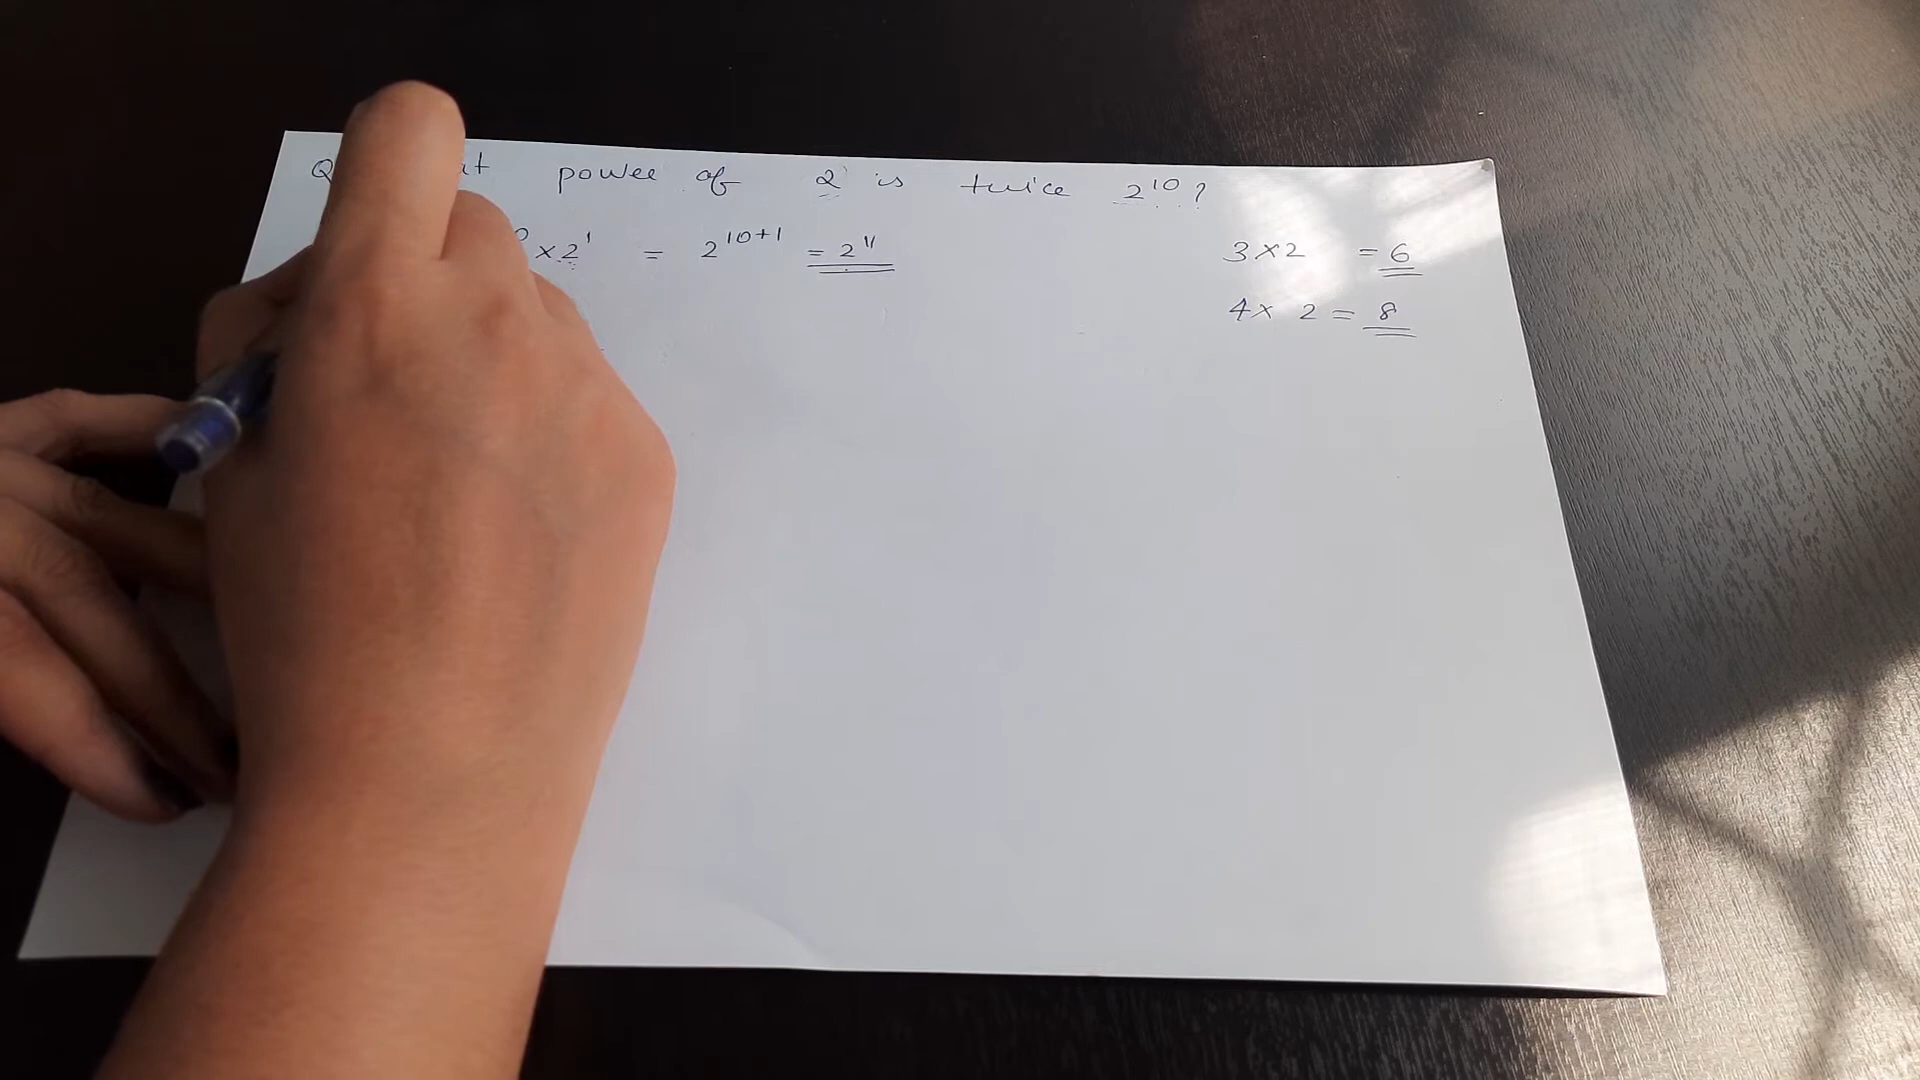 power of 2 is twice 2¹⁰?
× 2¹ = 2¹⁰⁺¹ = 2¹¹
3 × 2 = 6
4 × 2 = 8